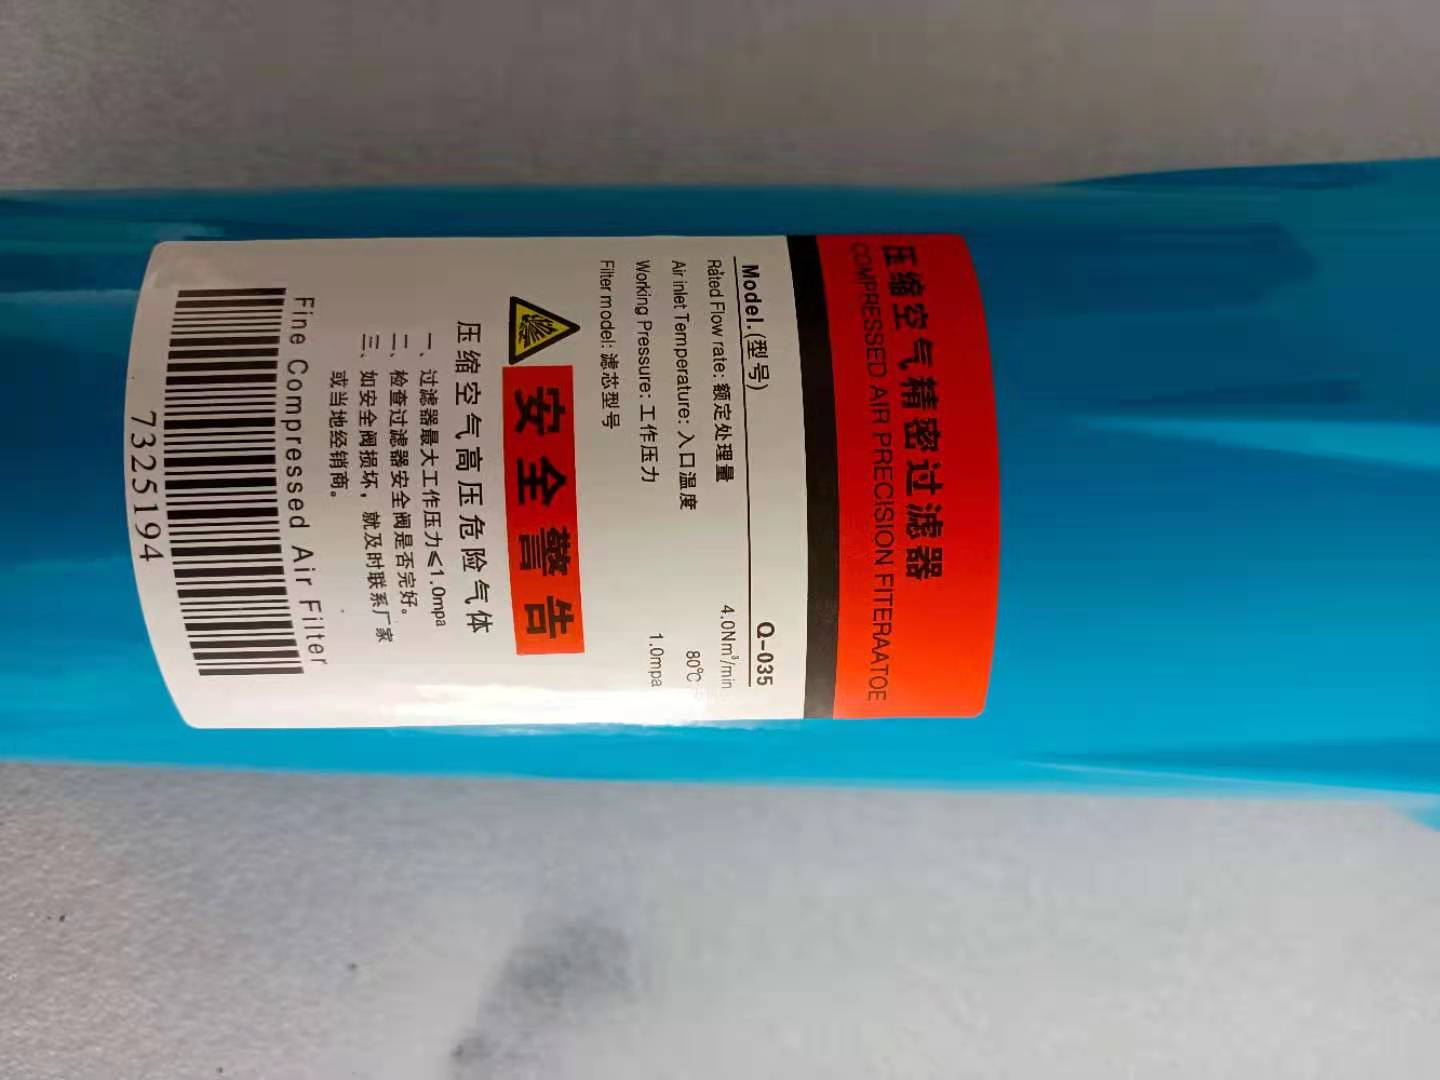 压缩空气精密过滤器
COMPRESSED AIR PRECISION FITERAATOE
Model.(型号) Q-035
Rated Flow rate: 额定处理量 4.0Nm³/min
Air inlet Temperature: 入口温度 80℃
Working Pressure: 工作压力 1.0mpa
Filter model: 滤芯型号
安全警告
压缩空气高压危险气体
一、过滤器最大工作压力≤1.0mpa
二、检查过滤器安全阀是否完好。
三、如安全阀损坏，就及时联系厂家
或当地经销商。
Fine Compressed Air Filter
7325194